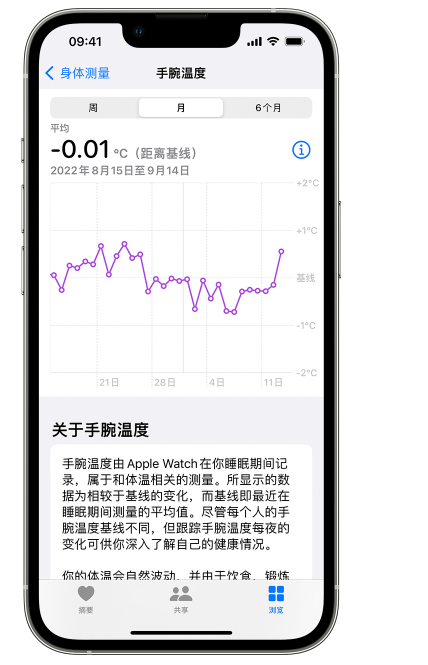 09:41
身体测量
手腕温度
周
月
6个月
平均
-0.01 °C（距离基线）
2022年8月15日至9月14日
+2°C
+1°C
基线
-1°C
-2°C
21日
28日
4日
11日
关于手腕温度
手腕温度由 Apple Watch 在你睡眠期间记
录，属于和体温相关的测量。所显示的数
据为相较于基线的变化，而基线即最近在
睡眠期间测量的平均值。尽管每个人的手
腕温度基线不同，但跟踪手腕温度每夜的
变化可供你深入了解自己的健康情况。
你的体温会自然波动，并由于饮食、锻炼
摘要
共享
浏览